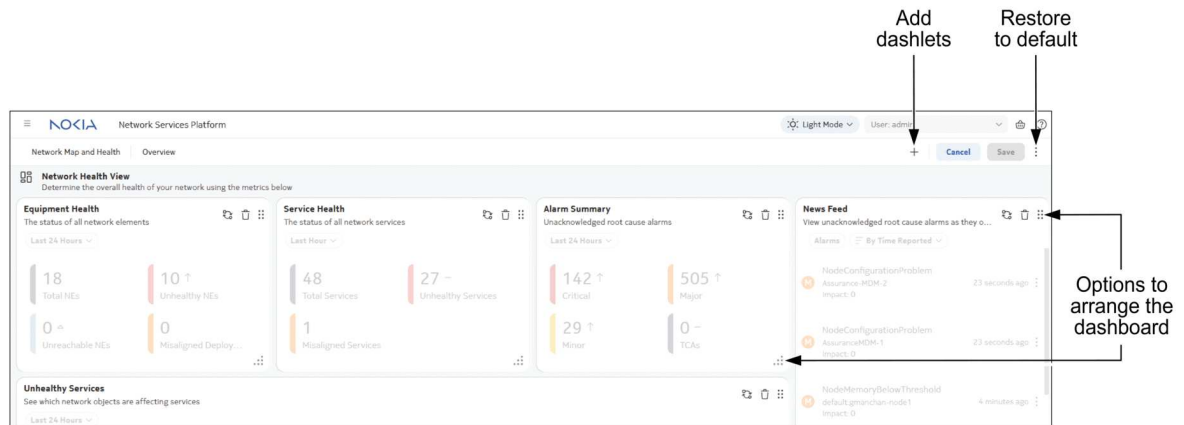 Add
dashlets
Restore
to default
NOKIA Network Services Platform
Light Mode User: admin
Network Map and Health Overview
Cancel Save
Network Health View
Determine the overall health of your network using the metrics below
Equipment Health
The status of all network elements
Last 24 Hours
18
Total NEs
10
Unhealthy NEs
0
Unreachable NEs
0
Misaligned Deploy...
Service Health
The status of all network services
Last Hour
48
Total Services
27 -
Unhealthy Services
1
Misaligned Services
Alarm Summary
Unacknowledged root cause alarms
Last 24 Hours
142 ↑
Critical
505 ↑
Major
29 ↑
Minor
0 -
TCAs
News Feed
View unacknowledged root cause alarms as they o...
Alarms By Time Reported
M
NodeConfigurationProblem
Assurance-MDM-2 23 seconds ago
Impact: 0
M
NodeConfigurationProblem
AssuranceMDM-1 23 seconds ago
Impact: 0
M
NodeMemoryBelowThreshold
default:gmanchan-node1 4 minutes ago
Impact: 0
Options to
arrange the
dashboard
Unhealthy Services
See which network objects are affecting services
Last 24 Hours